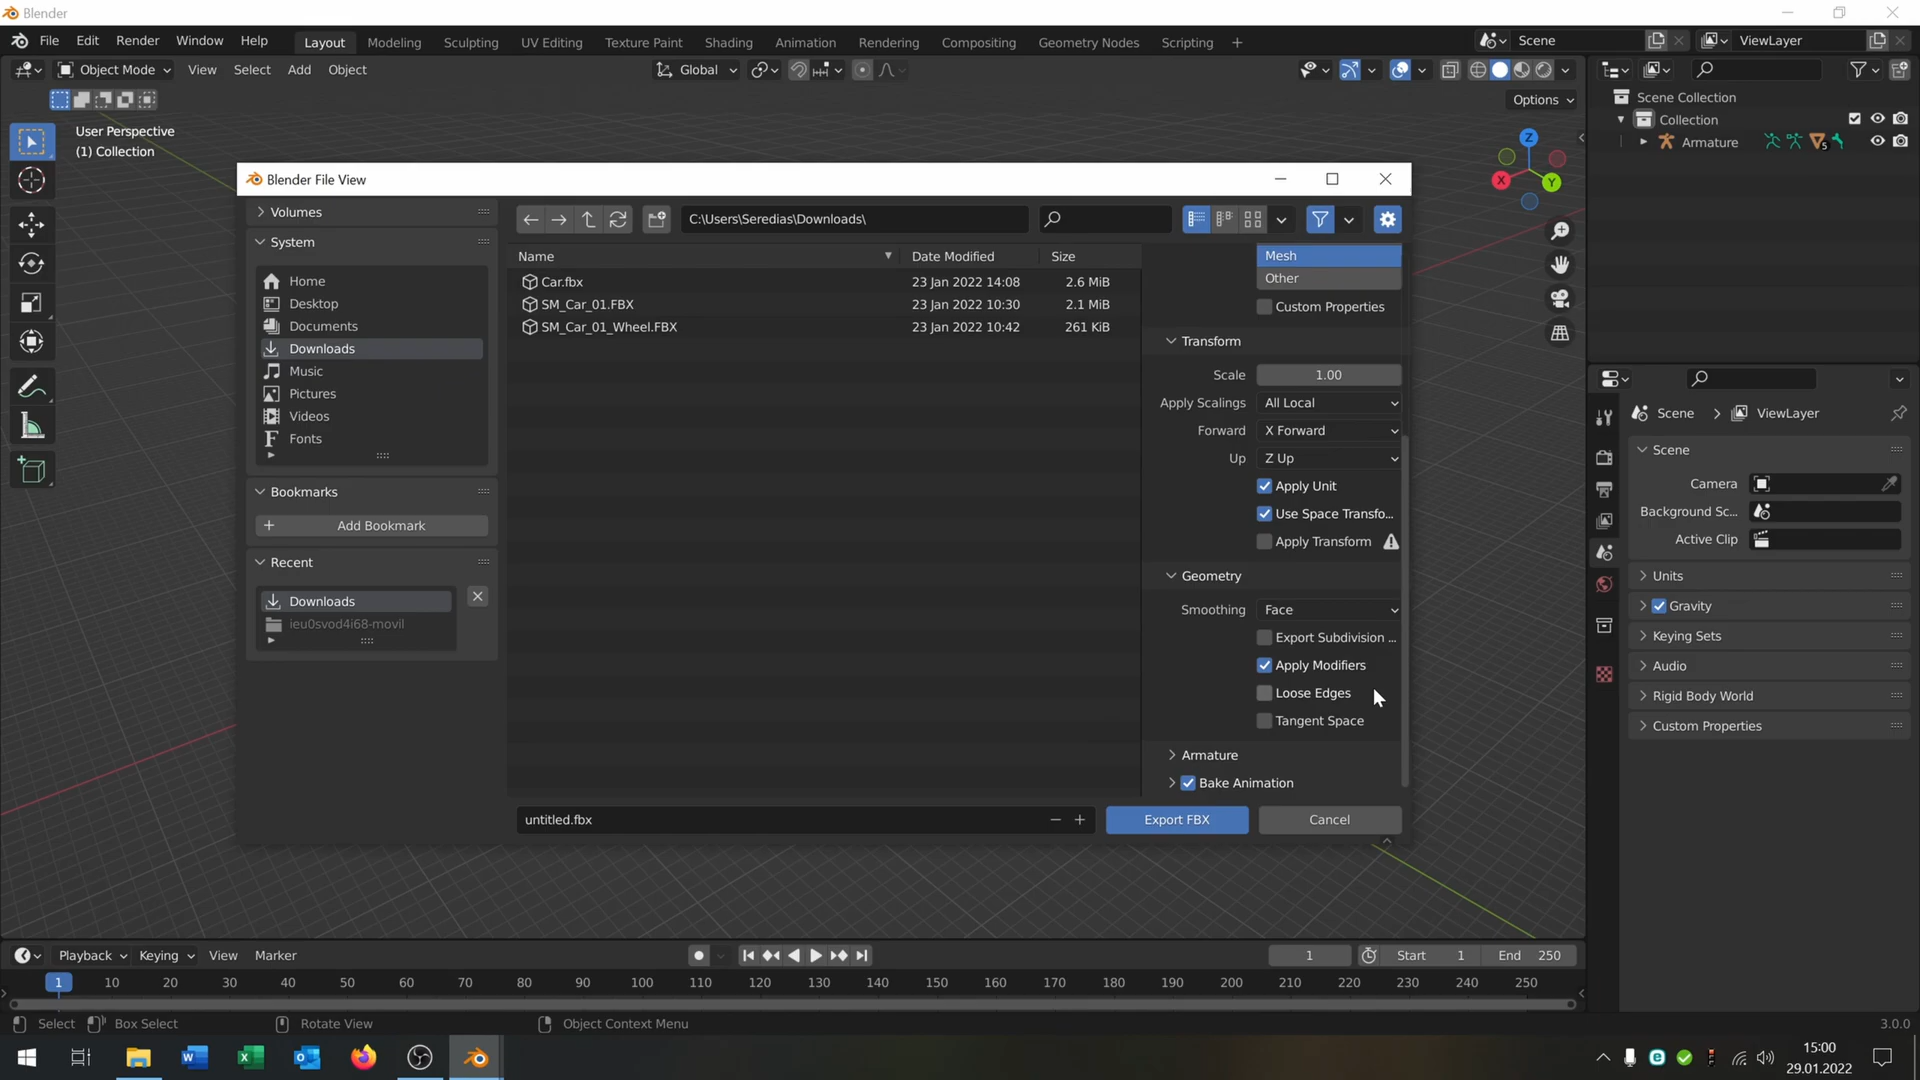 Blender
File Edit Render Window Help Layout Modeling Sculpting UV Editing Texture Paint Shading Animation Rendering Compositing Geometry Nodes Scripting + Scene ViewLayer
Object Mode View Select Add Object Global
Options
User Perspective
(1) Collection
Z
X
Y
Scene Collection
Collection
Armature 5
Blender File View
Volumes
System
Home
Desktop
Documents
Downloads
Music
Pictures
Videos
Fonts
Bookmarks
+ Add Bookmark
Recent
Downloads
ieu0svod4i68-movil
C:\Users\Seredias\Downloads\
Name Date Modified Size
Car.fbx 23 Jan 2022 14:08 2.6 MiB
SM_Car_01.FBX 23 Jan 2022 10:30 2.1 MiB
SM_Car_01_Wheel.FBX 23 Jan 2022 10:42 261 KiB
Mesh
Other
Custom Properties
Transform
Scale 1.00
Apply Scalings All Local
Forward X Forward
Up Z Up
Apply Unit
Use Space Transfo...
Apply Transform
Geometry
Smoothing Face
Export Subdivision ...
Apply Modifiers
Loose Edges
Tangent Space
Armature
Bake Animation
untitled.fbx − + Export FBX Cancel
Scene ViewLayer
Scene
Camera
Background Sc...
Active Clip
Units
Gravity
Keying Sets
Audio
Rigid Body World
Custom Properties
Playback Keying View Marker 1 Start 1 End 250
1 10 20 30 40 50 60 70 80 90 100 110 120 130 140 150 160 170 180 190 200 210 220 230 240 250
Select Box Select Rotate View Object Context Menu 3.0.0
15:00
29.01.2022